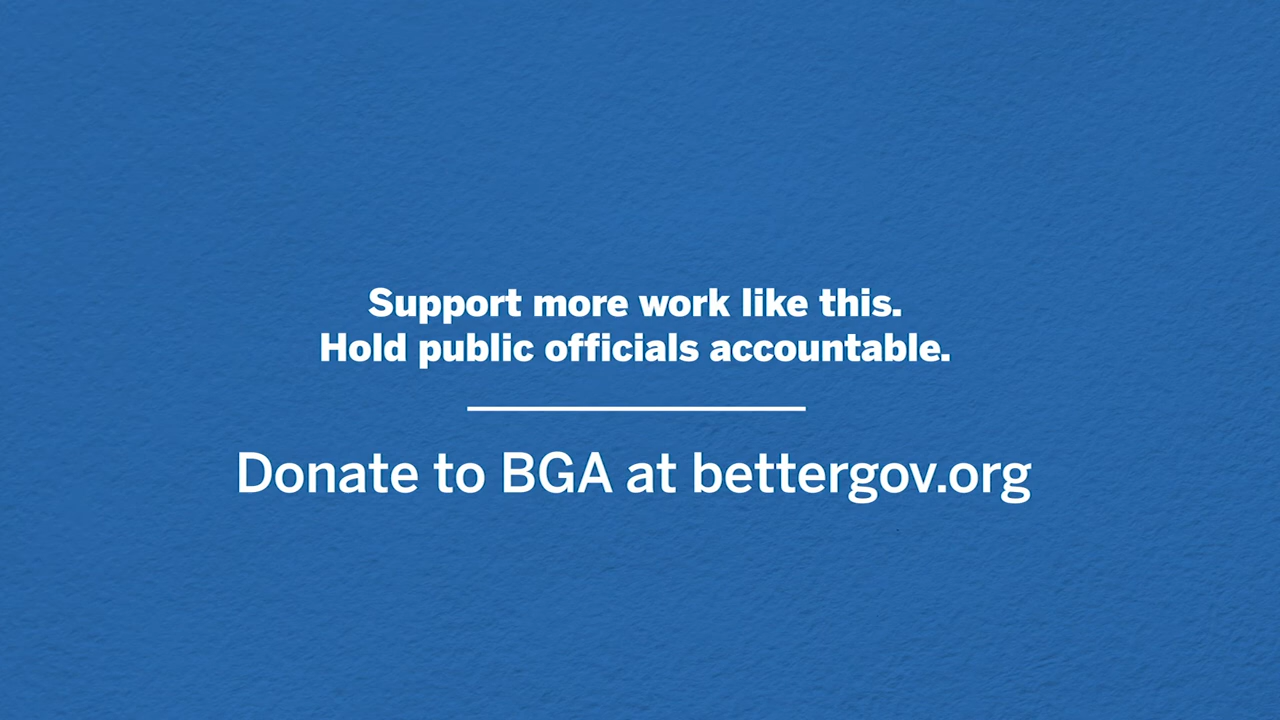 Support more work like this.
Hold public officials accountable.
Donate to BGA at bettergov.org